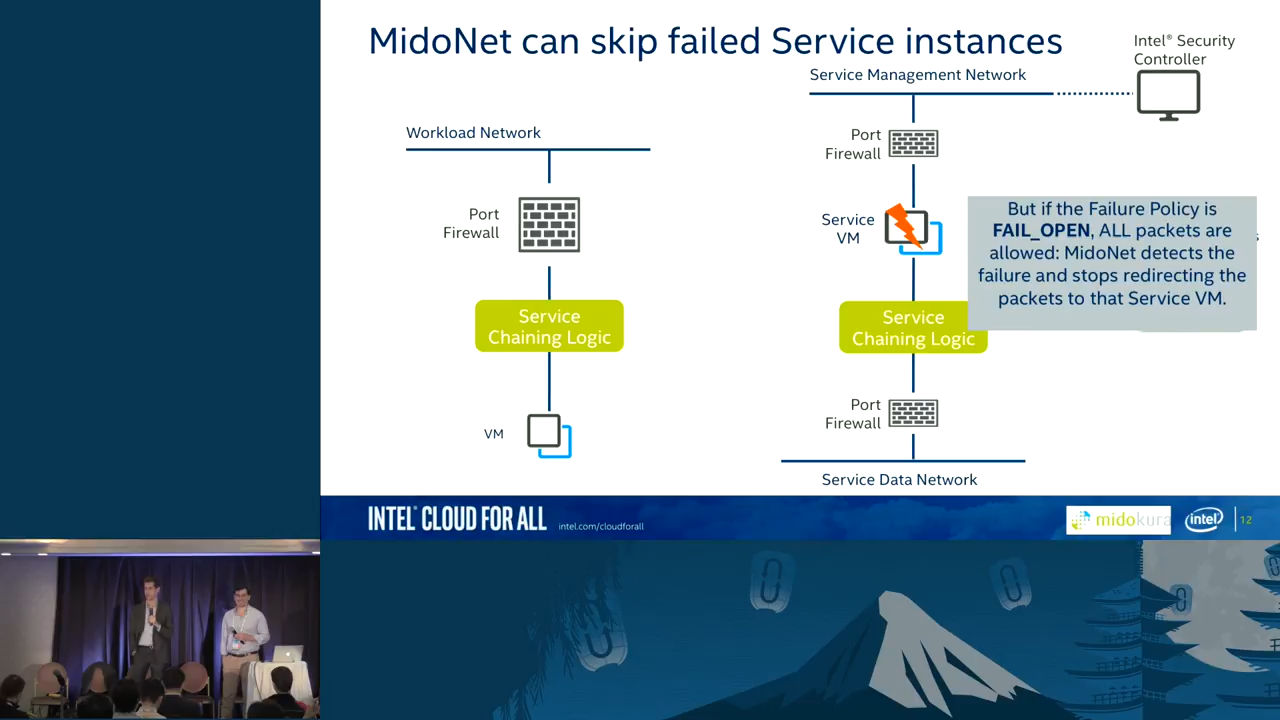 MidoNet can skip failed Service instances
Intel® Security
Controller
Service Management Network
Workload Network
Port
Firewall
Port
Firewall
Service
VM
But if the Failure Policy is
FAIL_OPEN, ALL packets are
allowed: MidoNet detects the
failure and stops redirecting the
packets to that Service VM.
Service
Chaining Logic
Service
Chaining Logic
VM
Port
Firewall
Service Data Network
INTEL® CLOUD FOR ALL
intel.com/cloudforall
midokura
intel
12